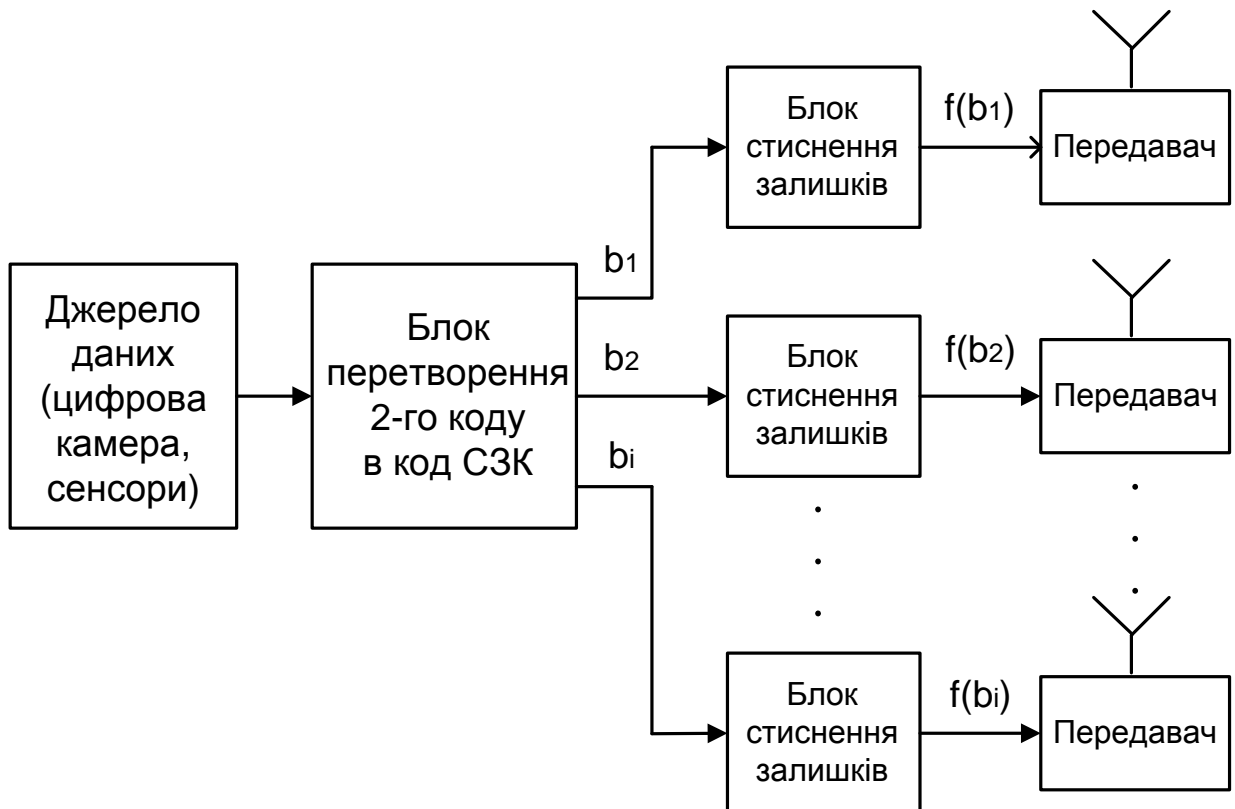 Джерело
даних
(цифрова
камера,
сенсори)
Блок
перетворення
2-го коду
в код СЗК
b1
b2
bi
Блок
стиснення
залишків
f(b1)
Передавач
Блок
стиснення
залишків
f(b2)
Передавач
Блок
стиснення
залишків
f(bi)
Передавач